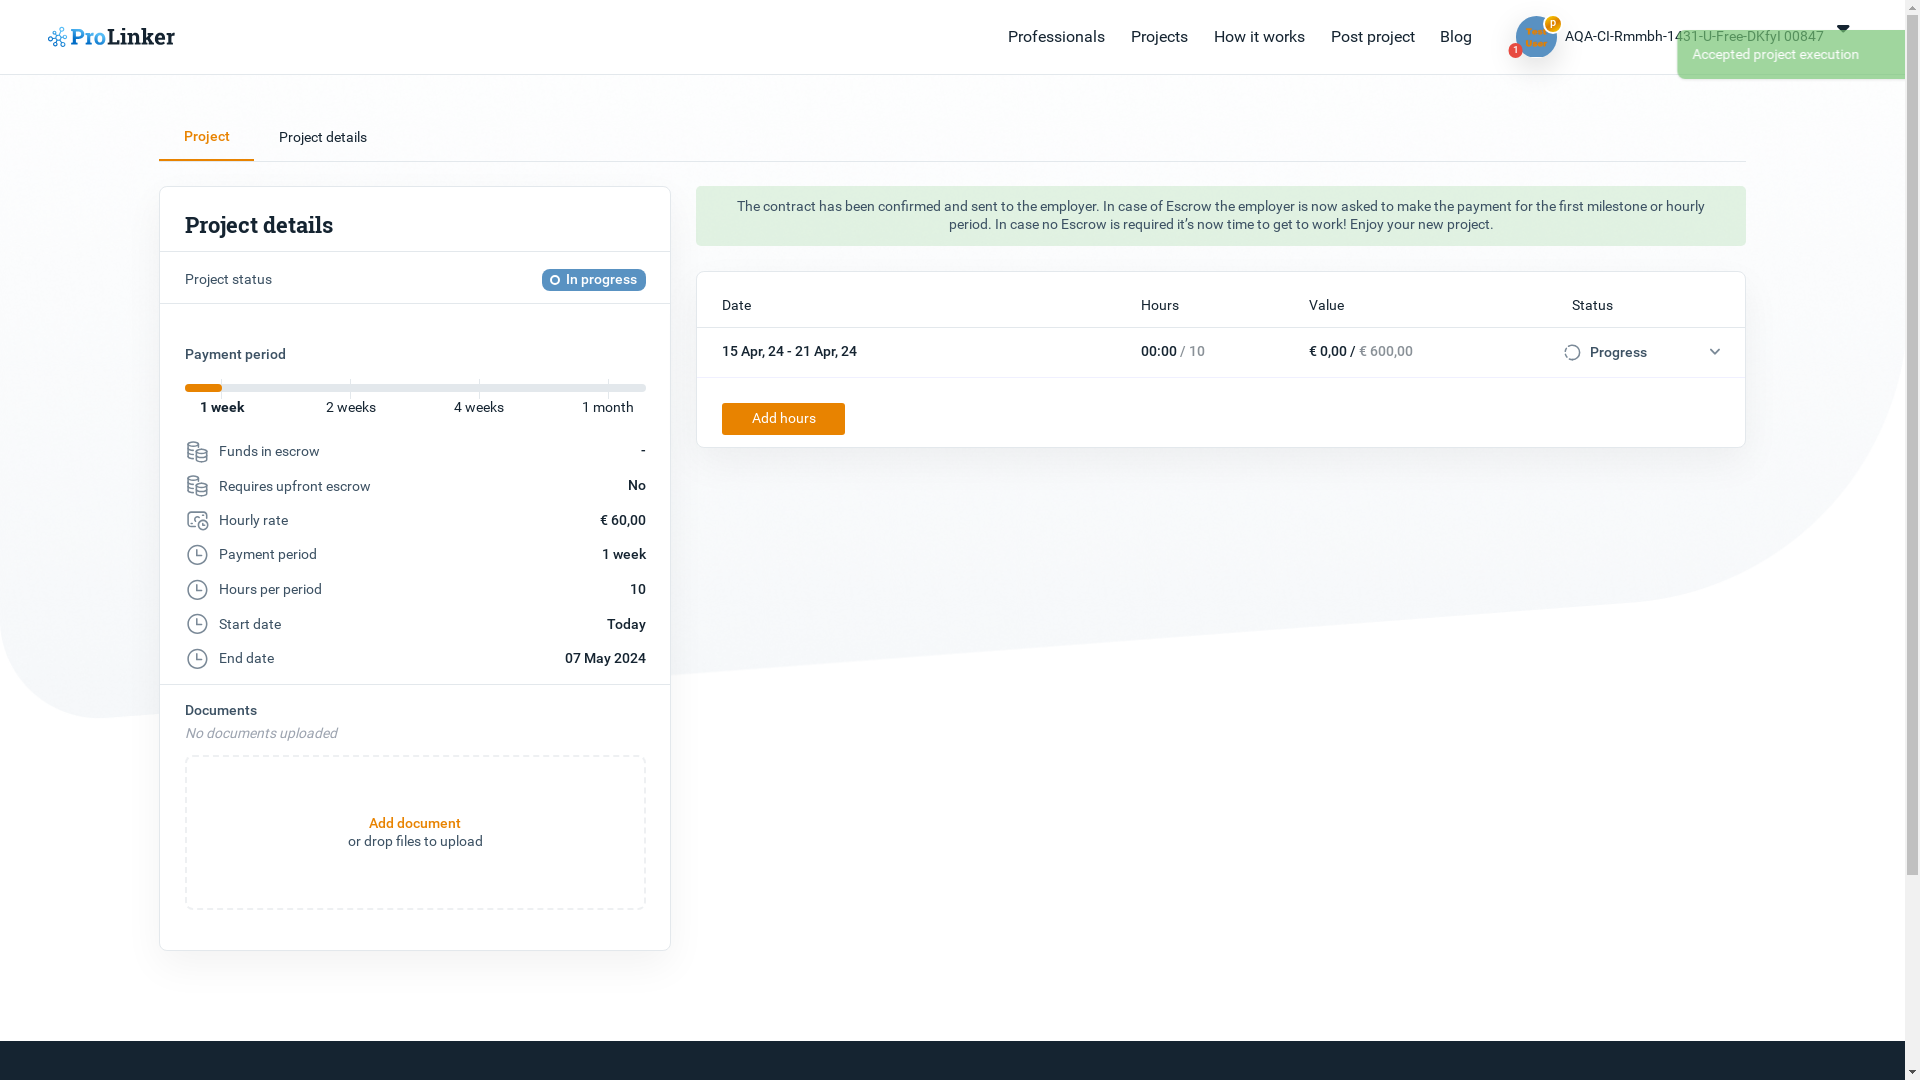 ProLinker
Professionals
Projects
How it works
Post project
Blog
p
1
AQA-CI-Rmmbh-1431-U-Free-DKfyI 00847
Accepted project execution
Project
Project details
Project details
Project status
In progress
Payment period
1 week
2 weeks
4 weeks
1 month
Funds in escrow
-
Requires upfront escrow
No
Hourly rate
€ 60,00
Payment period
1 week
Hours per period
10
Start date
Today
End date
07 May 2024
Documents
No documents uploaded
Add document
or drop files to upload
The contract has been confirmed and sent to the employer. In case of Escrow the employer is now asked to make the payment for the first milestone or hourly
period. In case no Escrow is required it’s now time to get to work! Enjoy your new project.
Date
Hours
Value
Status
15 Apr, 24 - 21 Apr, 24
00:00 / 10
€ 0,00 / € 600,00
Progress
Add hours